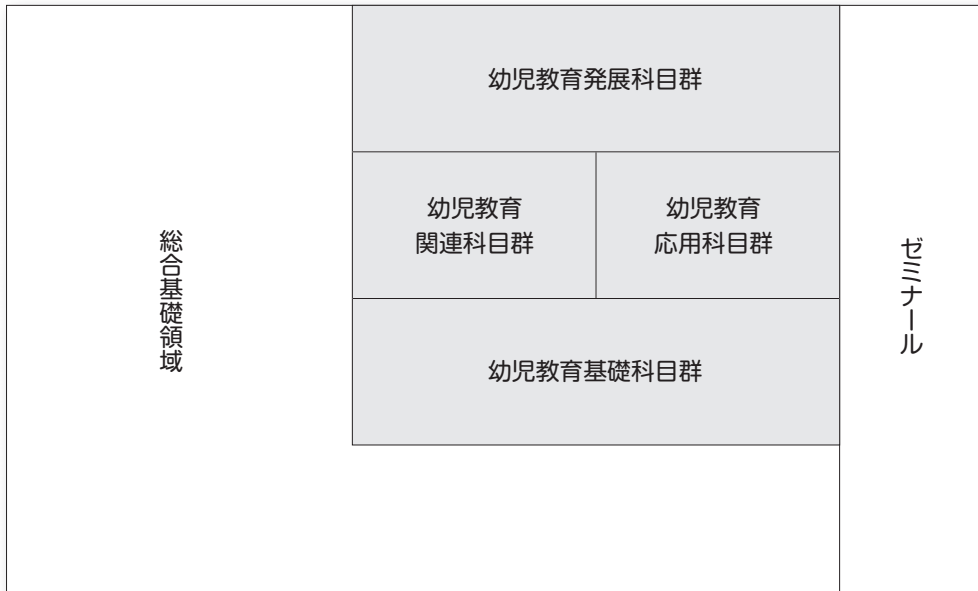 総合基礎領域
幼児教育発展科目群
幼児教育
関連科目群
幼児教育
応用科目群
幼児教育基礎科目群
ゼミナール